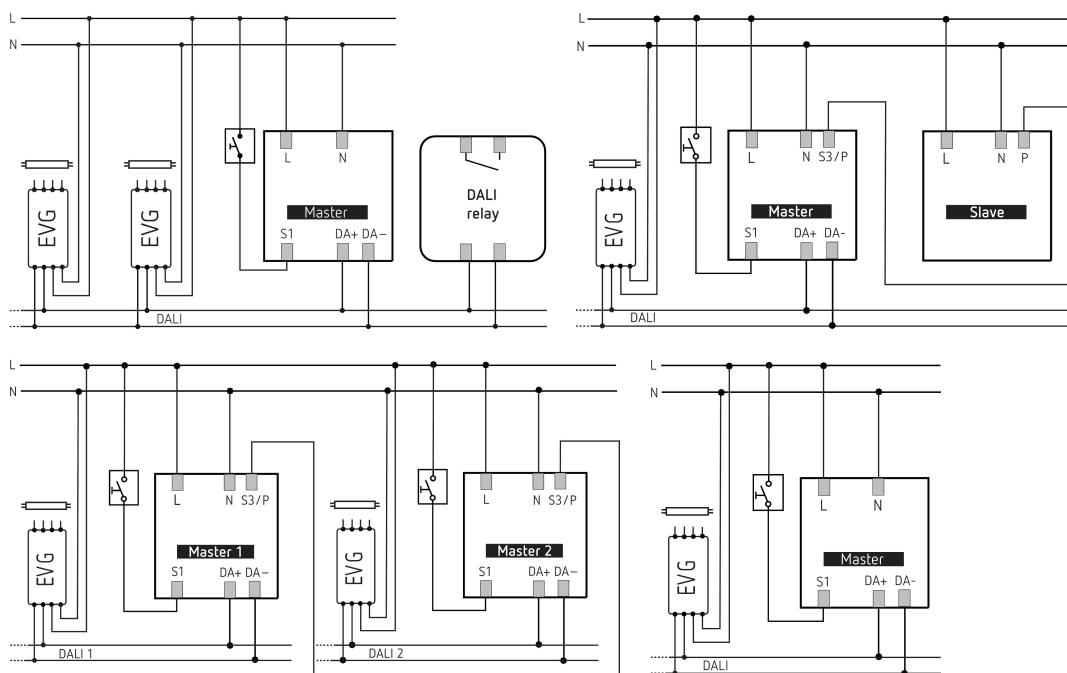 L
N
L N
Master
S1 DA+ DA−
EVG
EVG
DALI
relay
DALI
L
N
L N S3/P
Master
S1 DA+ DA-
EVG
L N P
Slave
DALI
L
N
L N S3/P
Master 1
S1 DA+ DA−
EVG
DALI 1
L N S3/P
Master 2
S1 DA+ DA−
EVG
DALI 2
L
N
L N
Master
S1 DA+ DA-
EVG
DALI